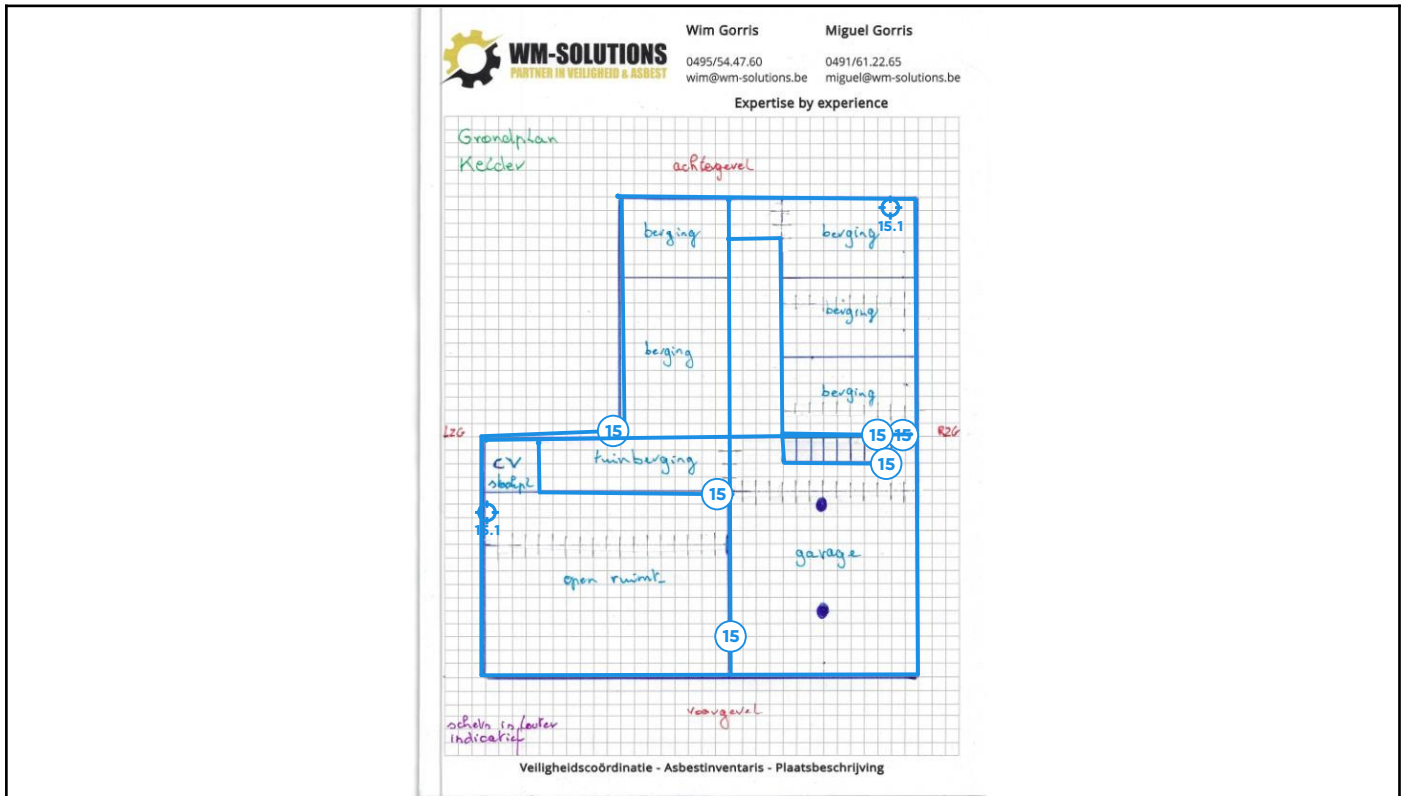 Wim Gorris
Miguel Gorris
WM-SOLUTIONS
PARTNER IN VEILIGHEID & ASBEST
0495/54.47.60
0491/61.22.65
wim@wm-solutions.be
miguel@wm-solutions.be
Expertise by experience
Grondplan
Kelder
achtergevel
15.1
berging
berging
berging
berging
berging
LZG
15
15
15
RZG
CV
stookpl
tuinberging
15
15
15.1
garage
open ruimte
15
voorgevel
schets is louter
indicatief
Veiligheidscoördinatie - Asbestinventaris - Plaatsbeschrijving